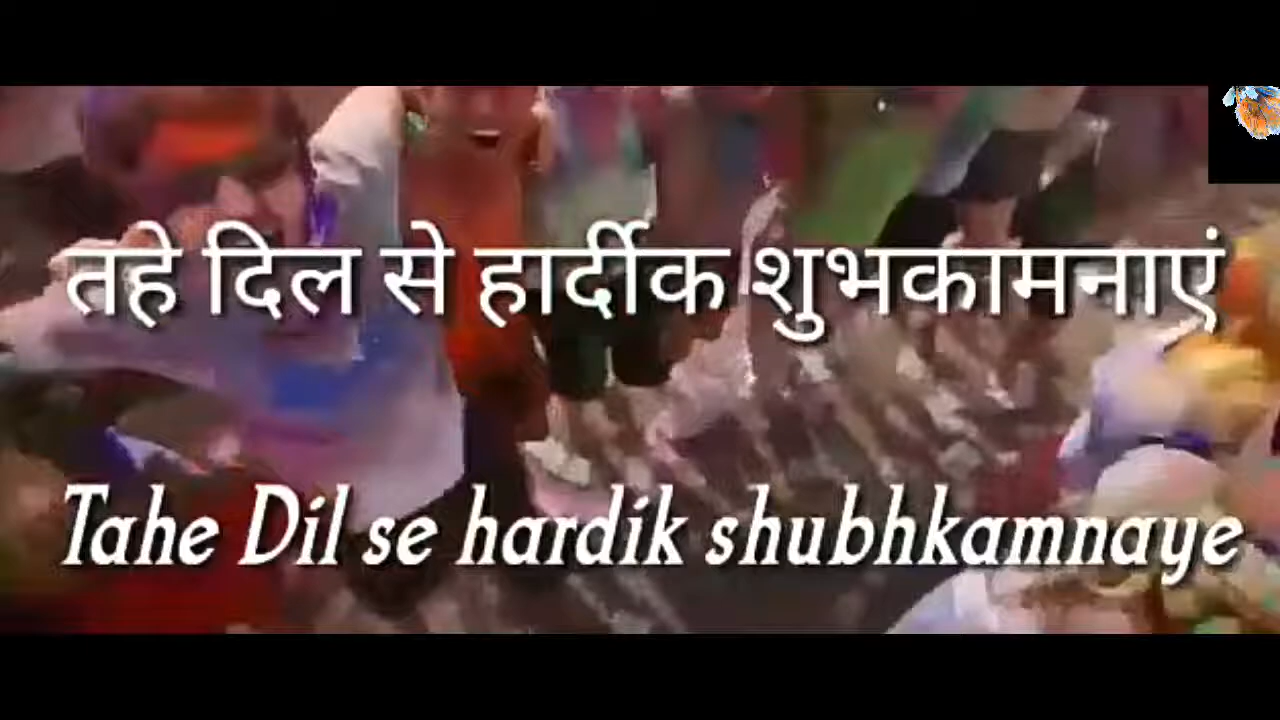 तहे दिल से हार्दीक शुभकामनाएं
Tahe Dil se hardik shubhkamnaye